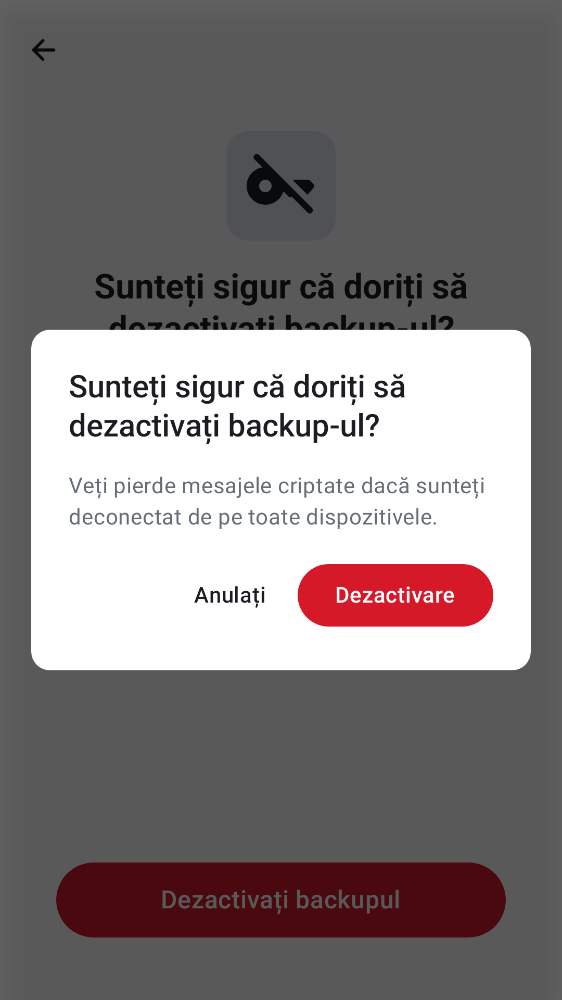 Sunteți sigur că doriți să
dezactivați backup-ul?
Sunteți sigur că doriți să
dezactivați backup-ul?
Veți pierde mesajele criptate dacă sunteți
deconectat de pe toate dispozitivele.
Anulați
Dezactivare
Dezactivați backupul